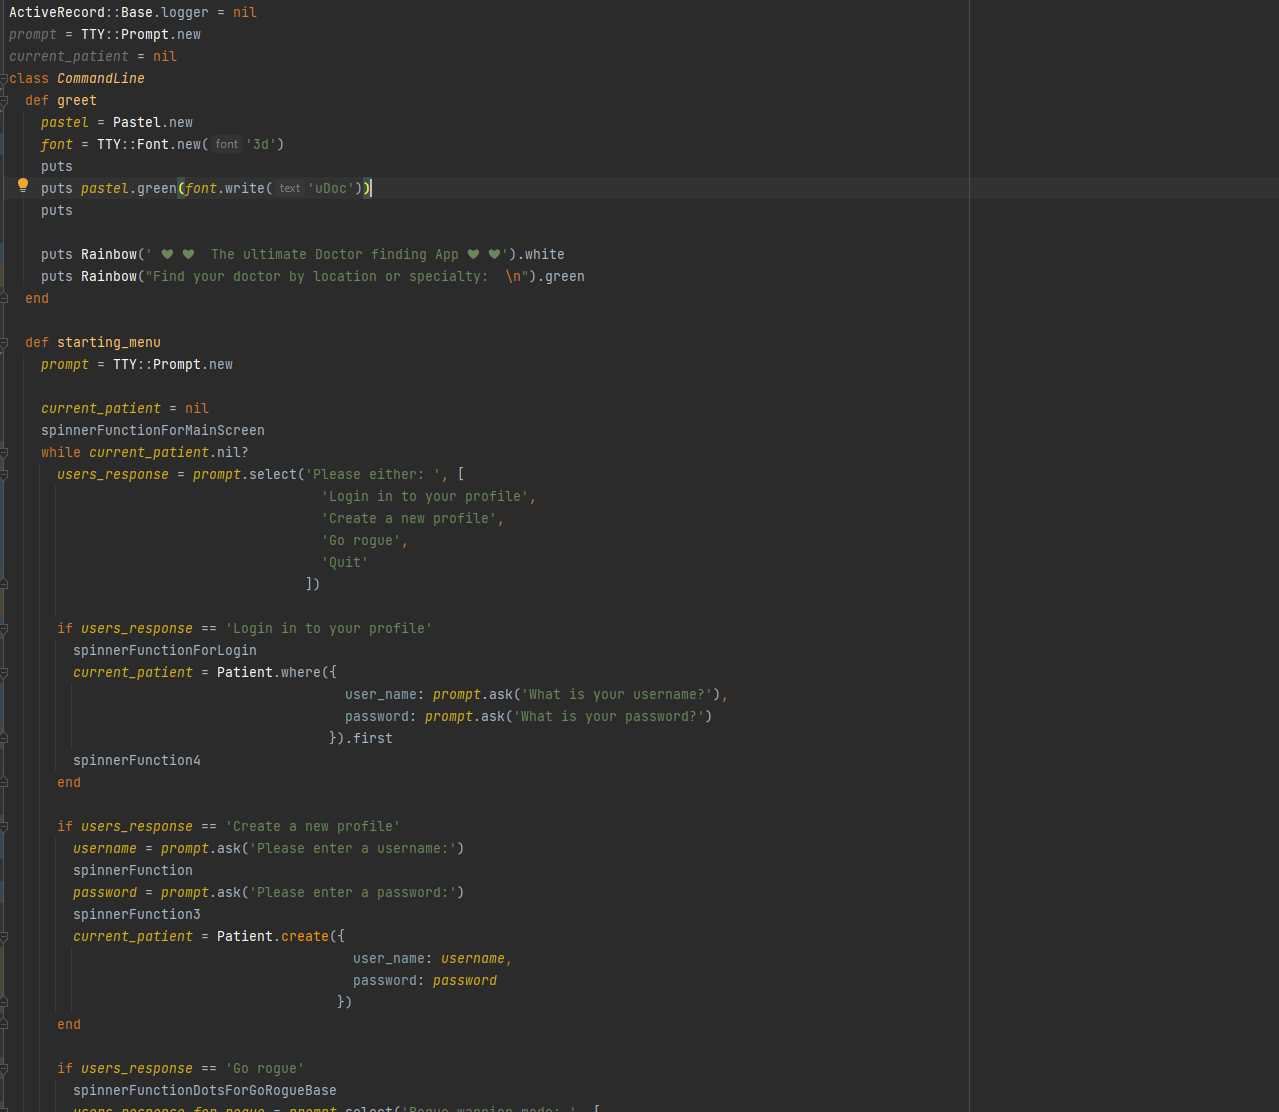 ActiveRecord::Base.logger = nil
prompt = TTY::Prompt.new
current_patient = nil
class CommandLine
  def greet
    pastel = Pastel.new
    font = TTY::Font.new( font '3d')
    puts
    puts pastel.green(font.write( text 'uDoc'))
    puts

    puts Rainbow(' ♥ ♥  The ultimate Doctor finding App ♥ ♥').white
    puts Rainbow("Find your doctor by location or specialty:  \n").green
  end

  def starting_menu
    prompt = TTY::Prompt.new

    current_patient = nil
    spinnerFunctionForMainScreen
    while current_patient.nil?
      users_response = prompt.select('Please either: ', [
                                       'Login in to your profile',
                                       'Create a new profile',
                                       'Go rogue',
                                       'Quit'
                                     ])

      if users_response == 'Login in to your profile'
        spinnerFunctionForLogin
        current_patient = Patient.where({
                                          user_name: prompt.ask('What is your username?'),
                                          password: prompt.ask('What is your password?')
                                        }).first
        spinnerFunction4
      end

      if users_response == 'Create a new profile'
        username = prompt.ask('Please enter a username:')
        spinnerFunction
        password = prompt.ask('Please enter a password:')
        spinnerFunction3
        current_patient = Patient.create({
                                           user_name: username,
                                           password: password
                                         })
      end

      if users_response == 'Go rogue'
        spinnerFunctionDotsForGoRogueBase
        users_response_for_rogue = prompt.select('Rogue warrior mode: ', [